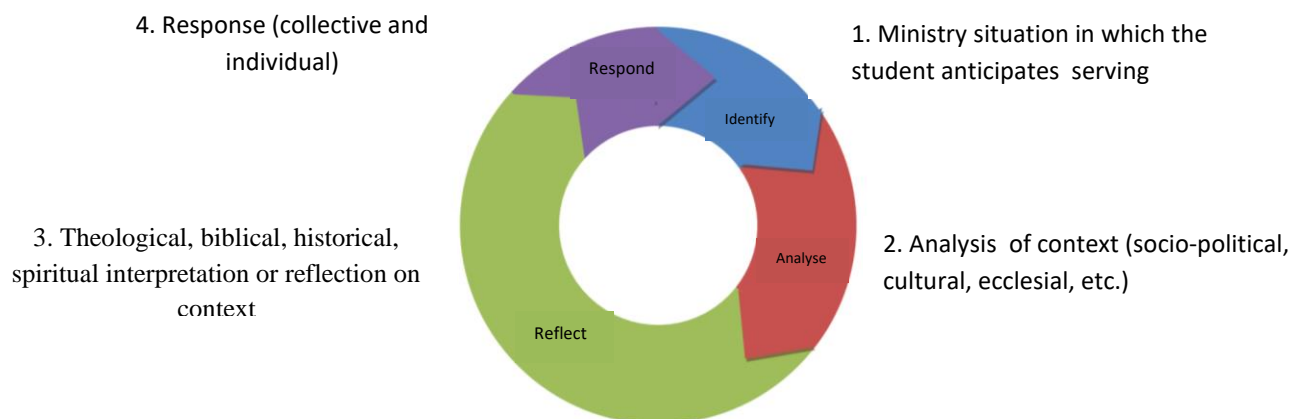 4. Response (collective and
individual)
1. Ministry situation in which the
student anticipates  serving
Respond
Identify
3. Theological, biblical, historical,
spiritual interpretation or reflection on
context
2. Analysis  of context (socio-political,
cultural, ecclesial, etc.)
Analyse
Reflect